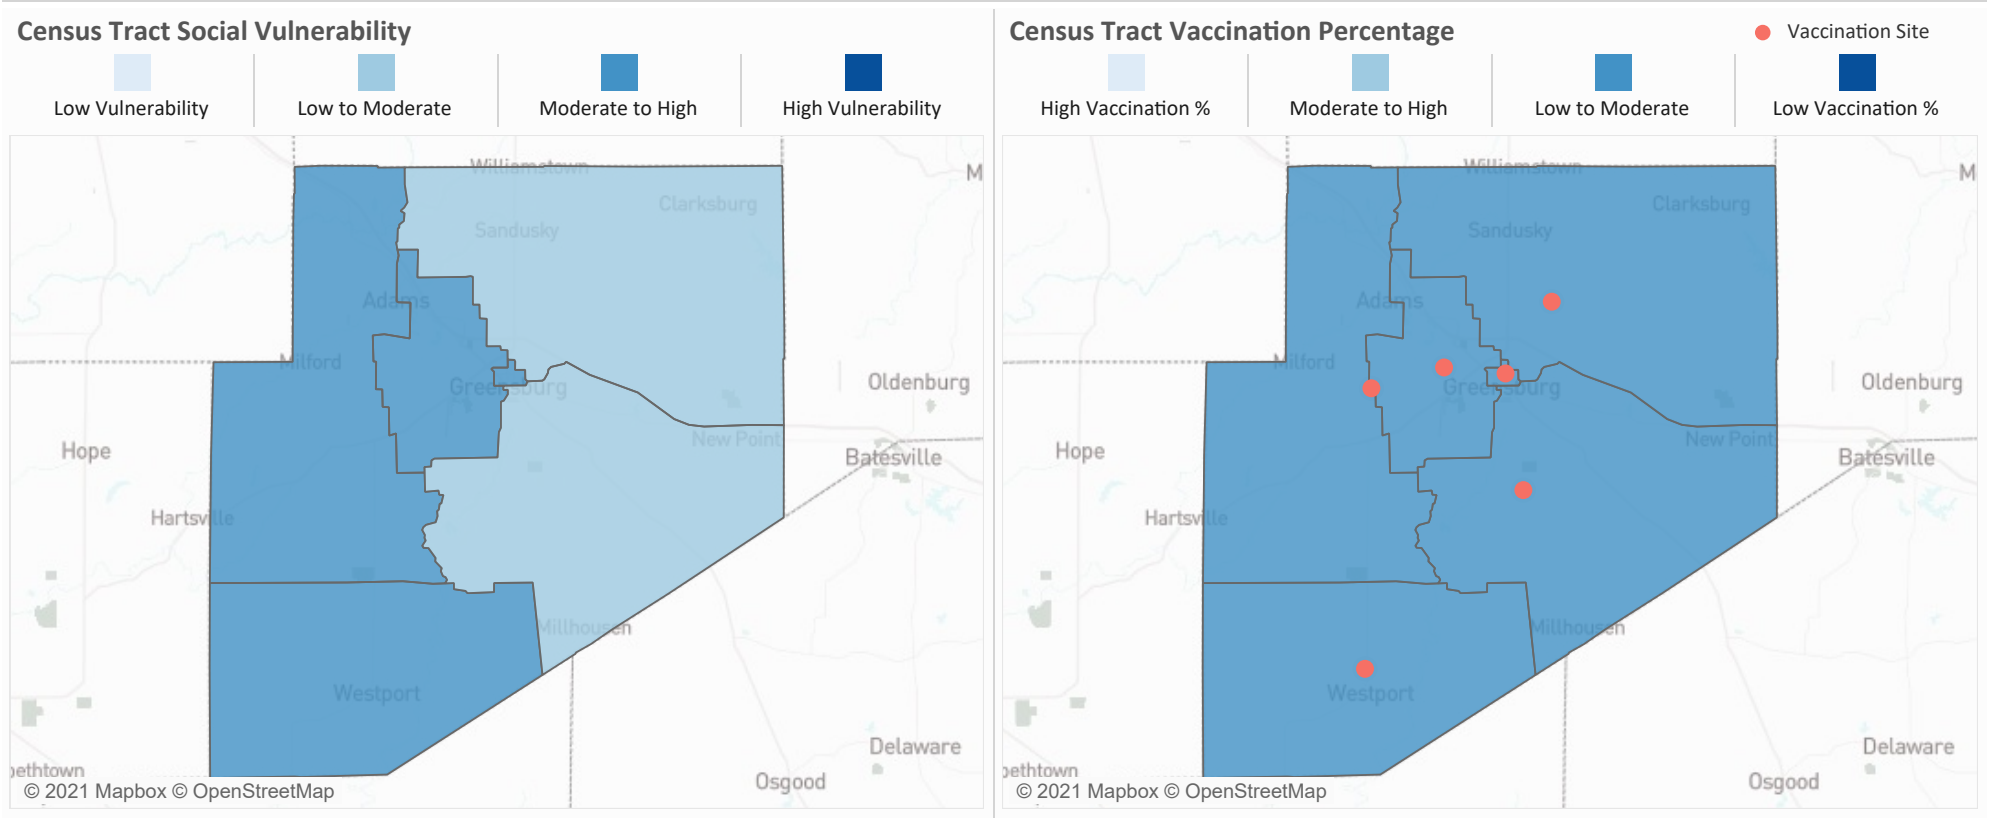 Census Tract Social Vulnerability
Low Vulnerability
Low to Moderate
Moderate to High
High Vulnerability
Williamstown
M
Clarksburg
Sandusky
Adams
Milford
Greensburg
Oldenburg
New Point
Hope
Batesville
Hartsville
Millhousen
Westport
Delaware
pethtown
Osgood
© 2021 Mapbox © OpenStreetMap
Census Tract Vaccination Percentage
Vaccination Site
High Vaccination %
Moderate to High
Low to Moderate
Low Vaccination %
Williamstown
M
Clarksburg
Sandusky
Adams
Milford
Greensburg
Oldenburg
New Point
Hope
Batesville
Hartsville
Millhousen
Westport
Delaware
pethtown
Osgood
© 2021 Mapbox © OpenStreetMap